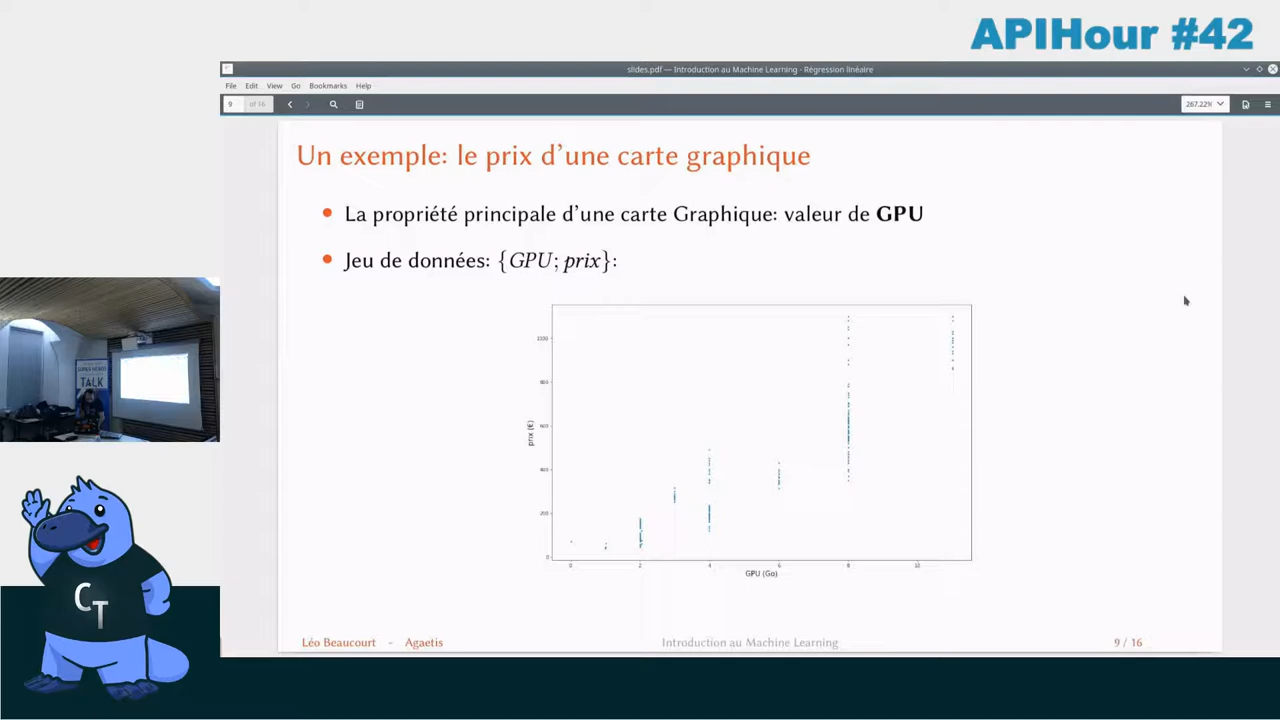 APIHour #42
slides.pdf — Introduction au Machine Learning - Régression linéaire
File Edit View Go Bookmarks Help
9 of 16
267.22%
Un exemple: le prix d'une carte graphique
La propriété principale d'une carte Graphique: valeur de GPU
Jeu de données: {GPU; prix}:
1000
800
600
400
200
0
prix (€)
0 2 4 6 8 10
GPU (Go)
TALK
CT
Léo Beaucourt - Agaetis
Introduction au Machine Learning
9 / 16